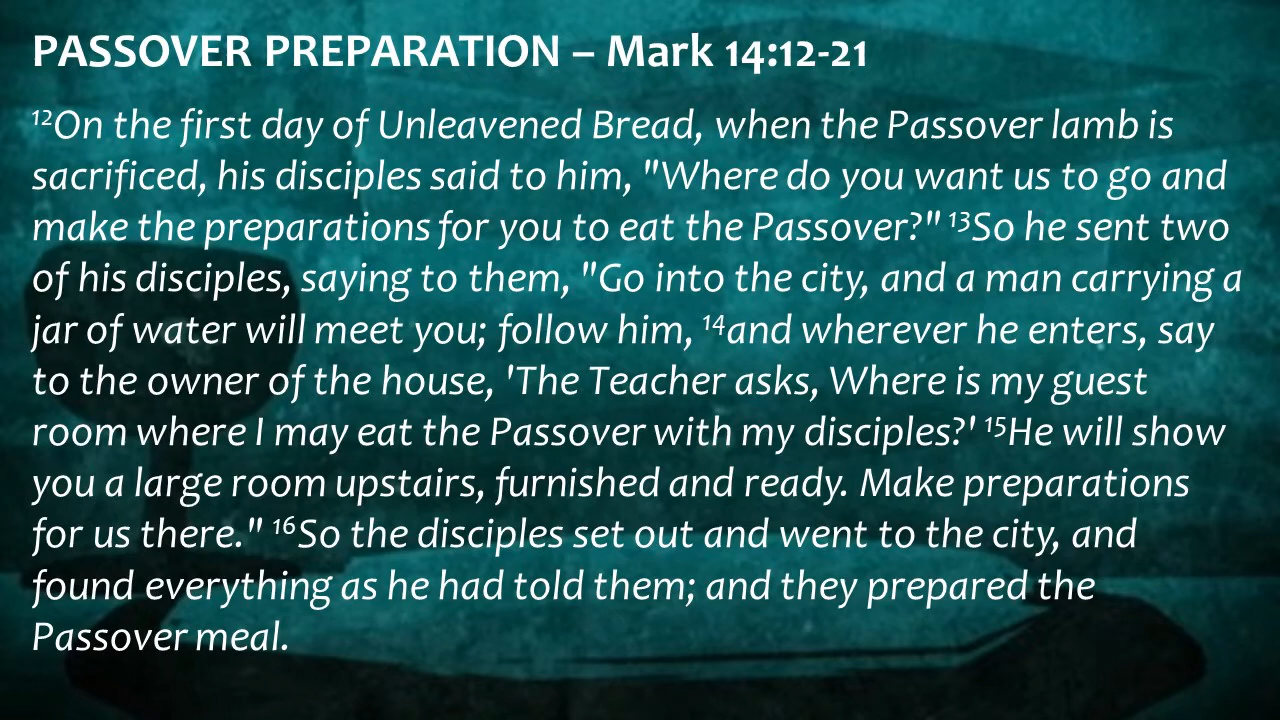 PASSOVER PREPARATION – Mark 14:12-21
¹²On the first day of Unleavened Bread, when the Passover lamb is
sacrificed, his disciples said to him, "Where do you want us to go and
make the preparations for you to eat the Passover?" ¹³So he sent two
of his disciples, saying to them, "Go into the city, and a man carrying a
jar of water will meet you; follow him, ¹⁴and wherever he enters, say
to the owner of the house, 'The Teacher asks, Where is my guest
room where I may eat the Passover with my disciples?' ¹⁵He will show
you a large room upstairs, furnished and ready. Make preparations
for us there." ¹⁶So the disciples set out and went to the city, and
found everything as he had told them; and they prepared the
Passover meal.